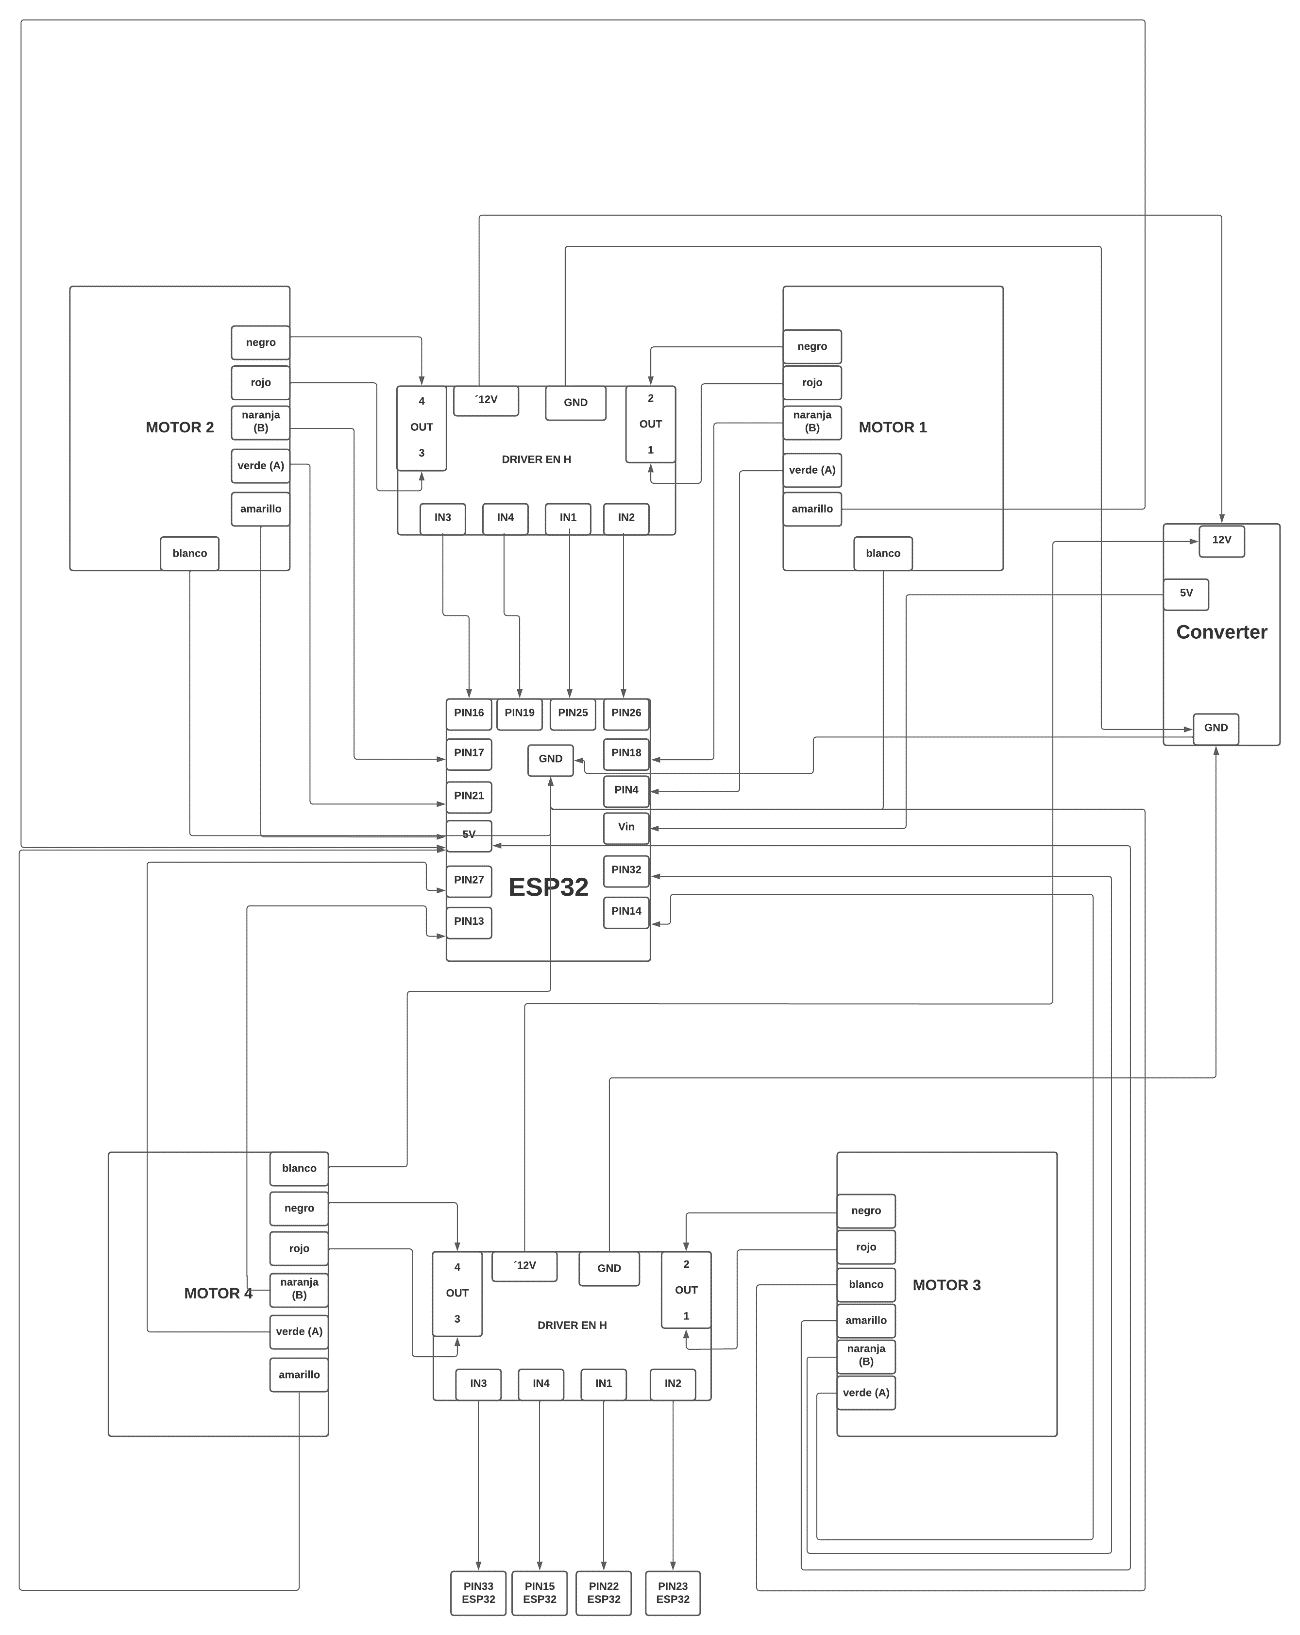 MOTOR 2
negro
rojo
naranja
(B)
verde (A)
amarillo
blanco
4
OUT
3
´12V
GND
2
OUT
1
DRIVER EN H
IN3
IN4
IN1
IN2
MOTOR 1
negro
rojo
naranja
(B)
verde (A)
amarillo
blanco
12V
5V
Converter
GND
PIN16
PIN19
PIN25
PIN26
PIN17
GND
PIN18
PIN21
PIN4
5V
Vin
PIN27
ESP32
PIN32
PIN13
PIN14
MOTOR 4
blanco
negro
rojo
naranja
(B)
verde (A)
amarillo
4
OUT
3
´12V
GND
2
OUT
1
DRIVER EN H
IN3
IN4
IN1
IN2
MOTOR 3
negro
rojo
blanco
amarillo
naranja
(B)
verde (A)
PIN33
ESP32
PIN15
ESP32
PIN22
ESP32
PIN23
ESP32